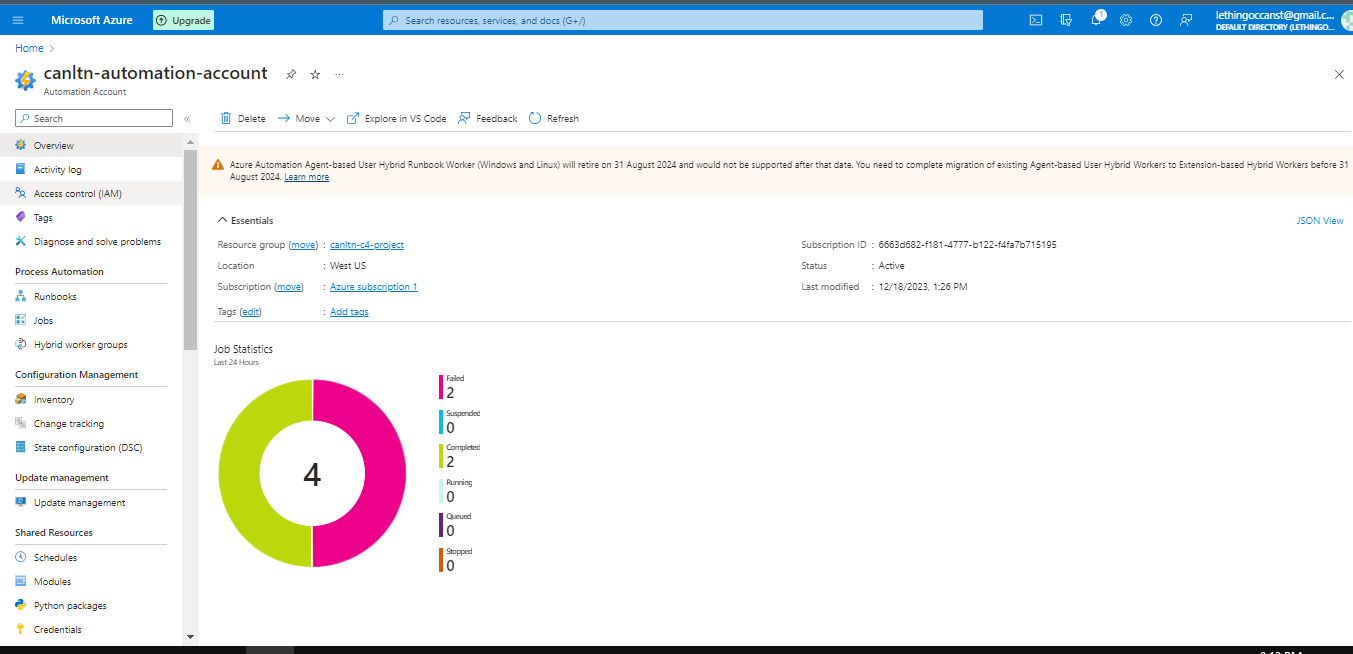 Microsoft Azure
Upgrade
Search resources, services, and docs (G+/)
1
lethingoccanst@gmail.c...
DEFAULT DIRECTORY (LETHINGO...
Home
canltn-automation-account
Automation Account
Search
Delete
Move
Explore in VS Code
Feedback
Refresh
Overview
Activity log
Access control (IAM)
Tags
Diagnose and solve problems
Process Automation
Runbooks
Jobs
Hybrid worker groups
Configuration Management
Inventory
Change tracking
State configuration (DSC)
Update management
Update management
Shared Resources
Schedules
Modules
Python packages
Credentials
Azure Automation Agent-based User Hybrid Runbook Worker (Windows and Linux) will retire on 31 August 2024 and would not be supported after that date. You need to complete migration of existing Agent-based User Hybrid Workers to Extension-based Hybrid Workers before 31
August 2024. Learn more
Essentials
JSON View
Resource group (move) : canltn-c4-project
Location : West US
Subscription (move) : Azure subscription 1
Tags (edit) : Add tags
Subscription ID : 6663d682-f181-4777-b122-f4fa7b715195
Status : Active
Last modified : 12/18/2023, 1:26 PM
Job Statistics
Last 24 Hours
4
Failed
2
Suspended
0
Completed
2
Running
0
Queued
0
Stopped
0